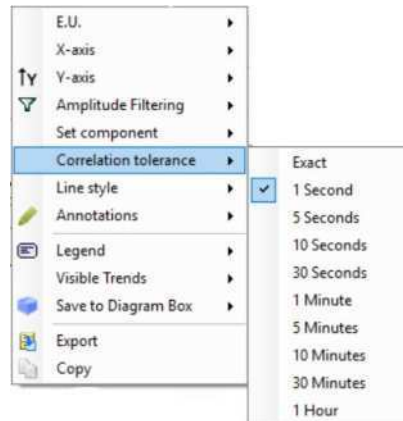 E.U.
X-axis
Y Y-axis
Amplitude Filtering
Set component
Correlation tolerance
Line style
Annotations
Legend
Visible Trends
Save to Diagram Box
Export
Copy
Exact
1 Second
5 Seconds
10 Seconds
30 Seconds
1 Minute
5 Minutes
10 Minutes
30 Minutes
1 Hour